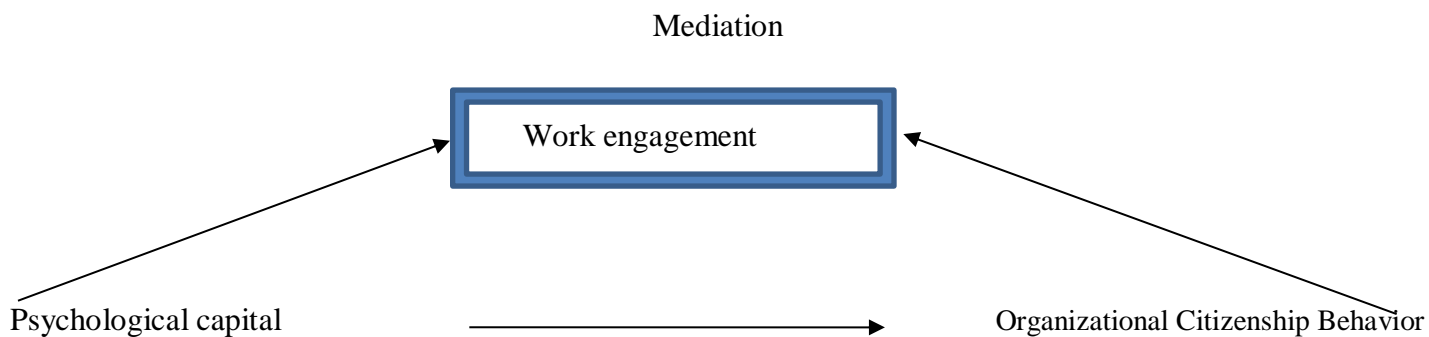 Mediation
Work engagement
Psychological capital
Organizational Citizenship Behavior